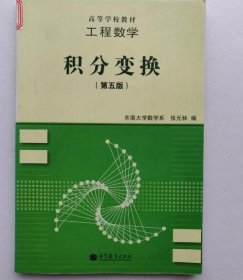 高等学校教材
工程数学
积分变换
(第五版)
东南大学数学系 张元林 编
高等教育出版社